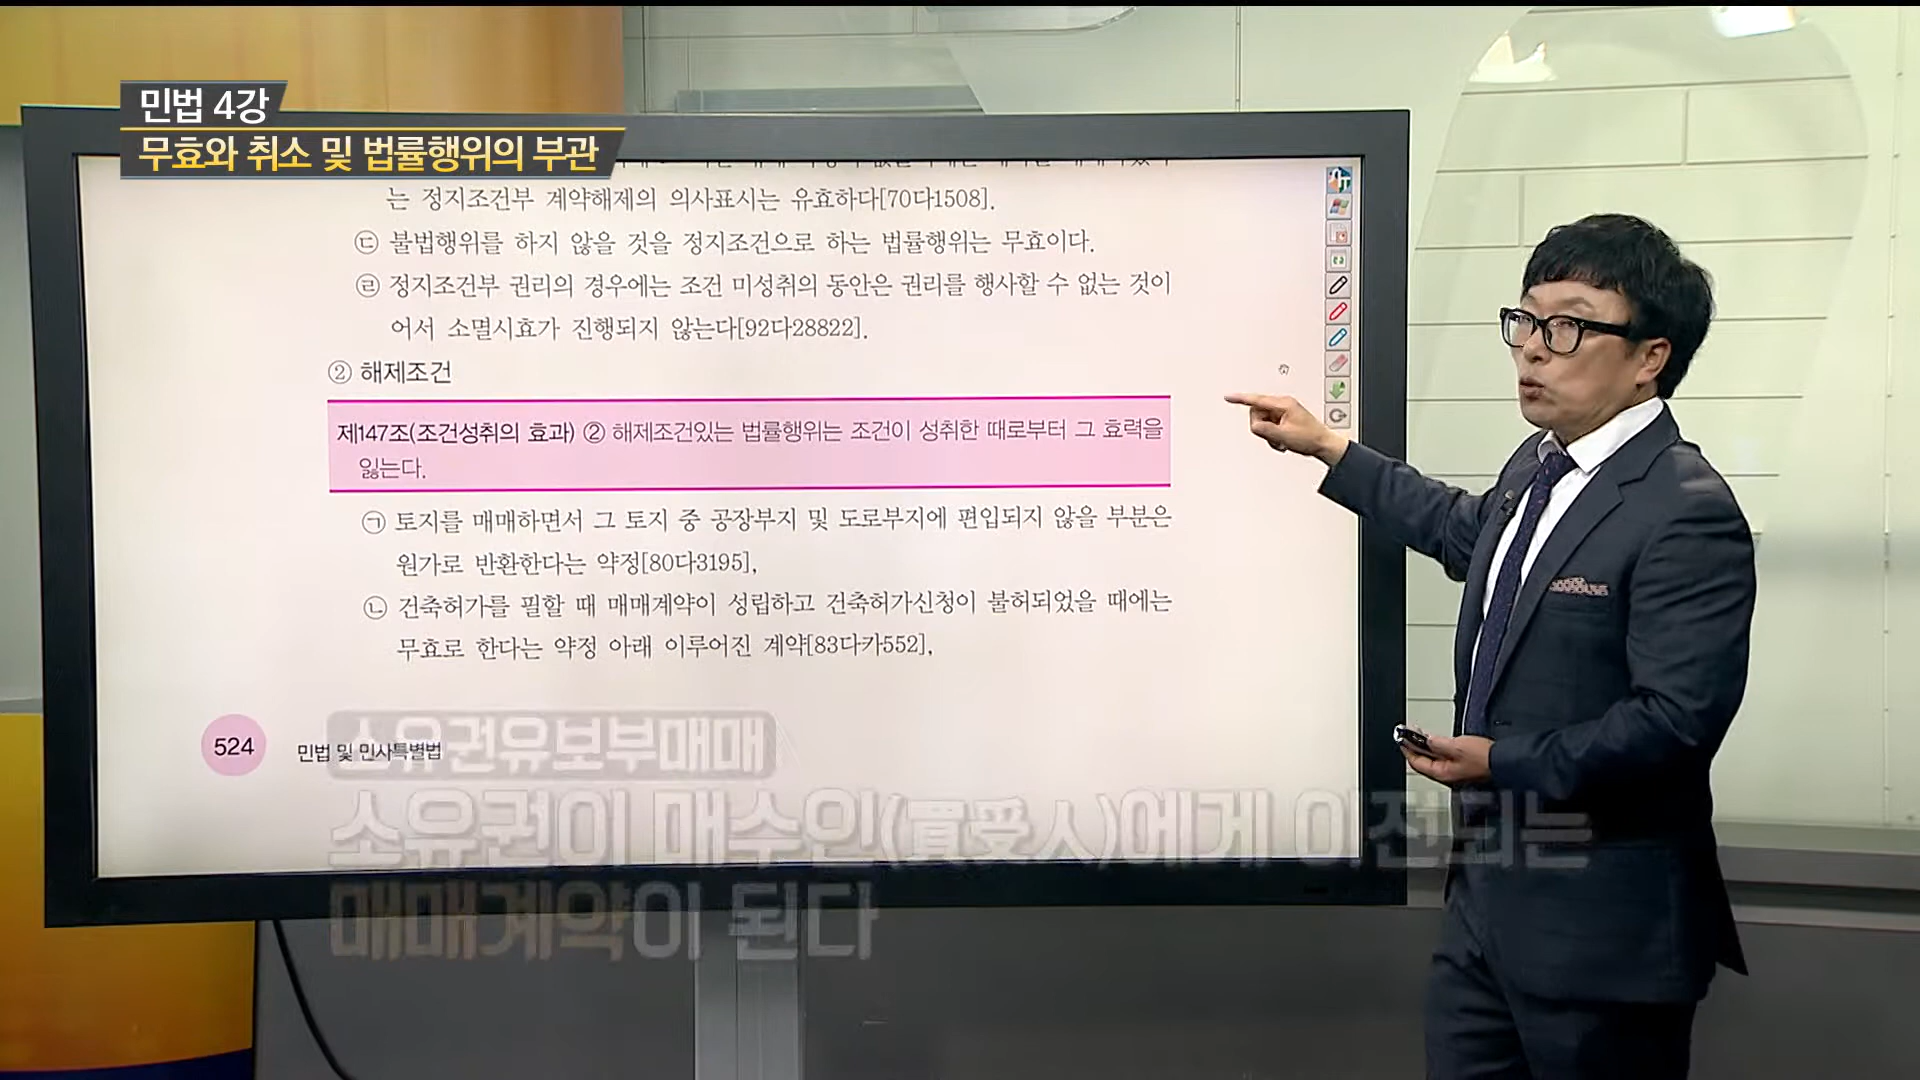 민법 4강
무효와 취소 및 법률행위의 부관
는 정지조건부 계약해제의 의사표시는 유효하다[70다1508].
㉢ 불법행위를 하지 않을 것을 정지조건으로 하는 법률행위는 무효이다.
㉣ 정지조건부 권리의 경우에는 조건 미성취의 동안은 권리를 행사할 수 없는 것이
어서 소멸시효가 진행되지 않는다[92다28822].
② 해제조건
제147조(조건성취의 효과) ② 해제조건있는 법률행위는 조건이 성취한 때로부터 그 효력을
잃는다.
㉠ 토지를 매매하면서 그 토지 중 공장부지 및 도로부지에 편입되지 않을 부분은
원가로 반환한다는 약정[80다3195],
㉡ 건축허가를 필할 때 매매계약이 성립하고 건축허가신청이 불허되었을 때에는
무효로 한다는 약정 아래 이루어진 계약[83다카552],
524 민법 및 민사특별법
소유권유보부매매
소유권이 매수인(買受人)에게 이전되는
매매계약이 된다